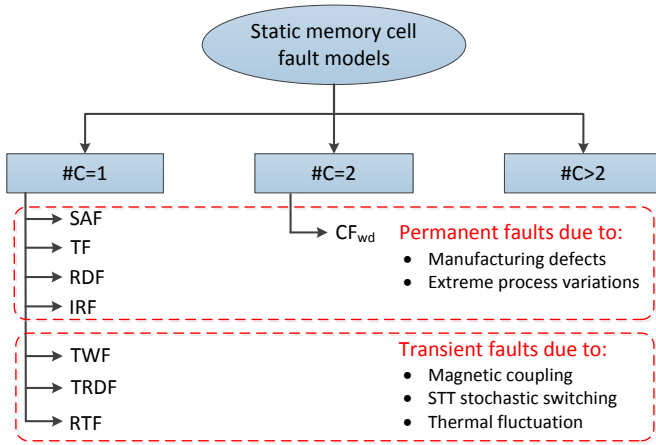 Static memory cell
fault models
#C=1
#C=2
#C>2
SAF
TF
RDF
IRF
CFwd
Permanent faults due to:
• Manufacturing defects
• Extreme process variations
TWF
TRDF
RTF
Transient faults due to:
• Magnetic coupling
• STT stochastic switching
• Thermal fluctuation